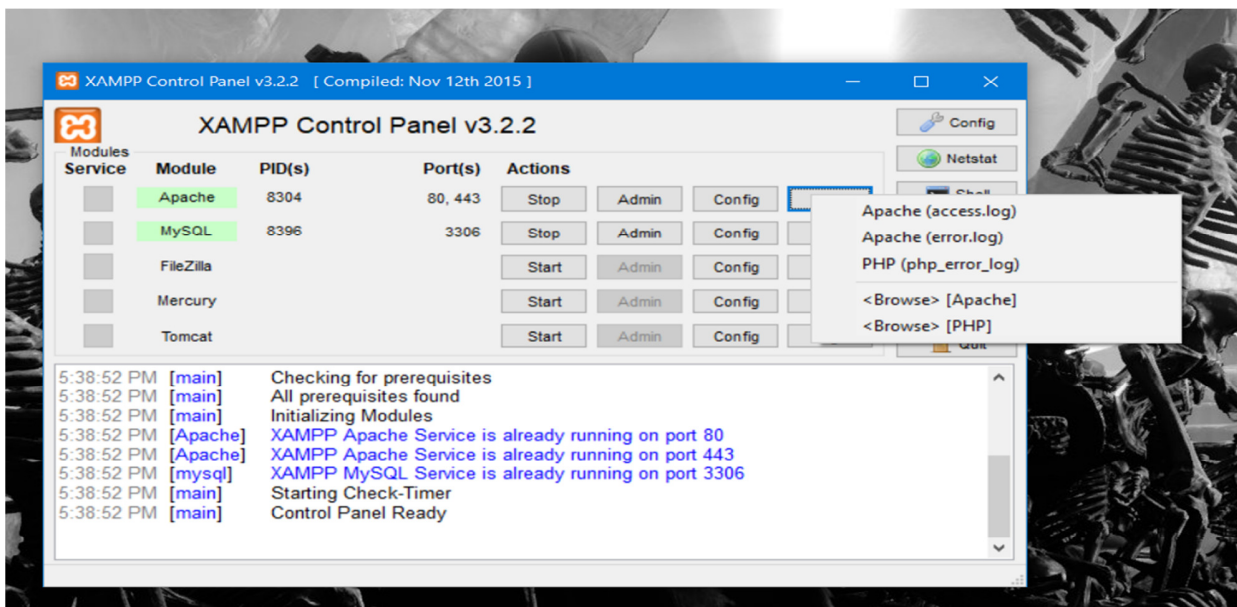 XAMPP Control Panel v3.2.2 [ Compiled: Nov 12th 2015 ]
XAMPP Control Panel v3.2.2
Config
Modules
Service Module PID(s) Port(s) Actions
Netstat
Shell
Apache 8304 80, 443 Stop Admin Config
MySQL 8396 3306 Stop Admin Config
FileZilla Start Admin Config
Mercury Start Admin Config
Tomcat Start Admin Config
Quit
Apache (access.log)
Apache (error.log)
PHP (php_error_log)
<Browse> [Apache]
<Browse> [PHP]
5:38:52 PM [main] Checking for prerequisites
5:38:52 PM [main] All prerequisites found
5:38:52 PM [main] Initializing Modules
5:38:52 PM [Apache] XAMPP Apache Service is already running on port 80
5:38:52 PM [Apache] XAMPP Apache Service is already running on port 443
5:38:52 PM [mysql] XAMPP MySQL Service is already running on port 3306
5:38:52 PM [main] Starting Check-Timer
5:38:52 PM [main] Control Panel Ready